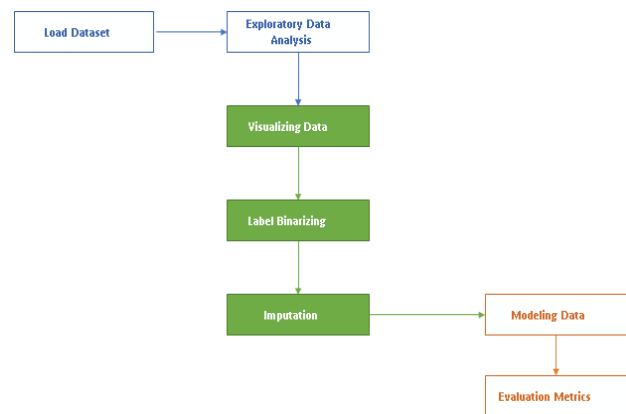 Load Dataset
Exploratory Data
Analysis
Visualizing Data
Label Binarizing
Imputation
Modeling Data
Evaluation Metrics